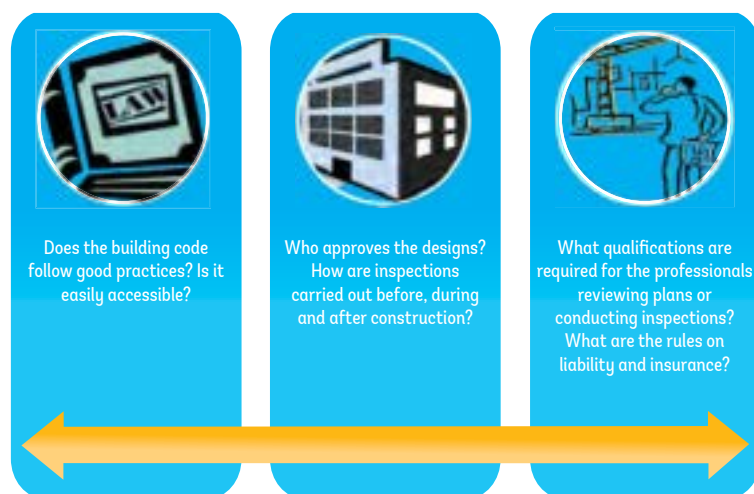 LAW
Does the building code
follow good practices? Is it
easily accessible?
Who approves the designs?
How are inspections
carried out before, during
and after construction?
What qualifications are
required for the professionals
reviewing plans or
conducting inspections?
What are the rules on
liability and insurance?